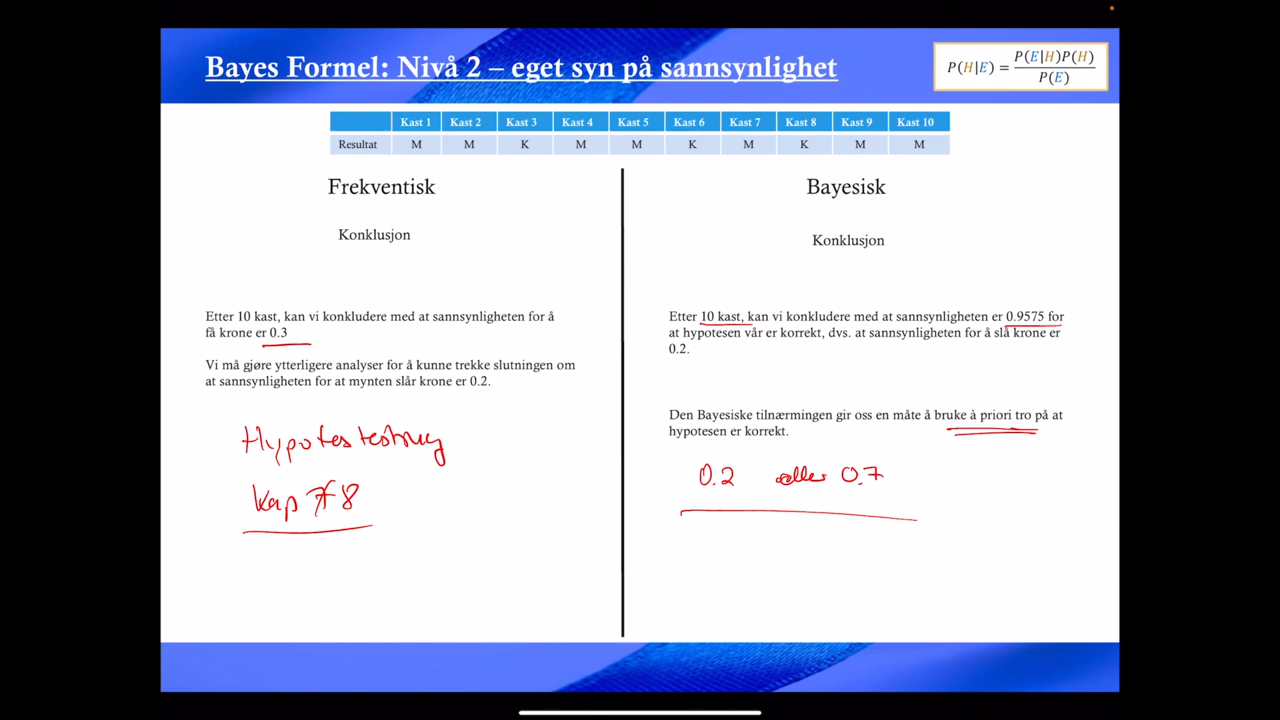 Bayes Formel: Nivå 2 – eget syn på sannsynlighet
P(H|E) = P(E|H)P(H) / P(E)
Kast 1 Kast 2 Kast 3 Kast 4 Kast 5 Kast 6 Kast 7 Kast 8 Kast 9 Kast 10
Resultat M M K M M K M K M M
Frekventisk
Konklusjon
Etter 10 kast, kan vi konkludere med at sannsynligheten for å
få krone er 0.3
Vi må gjøre ytterligere analyser for å kunne trekke slutningen om
at sannsynligheten for at mynten slår krone er 0.2.
Hypotestestning
kap 8
Bayesisk
Konklusjon
Etter 10 kast, kan vi konkludere med at sannsynligheten er 0.9575 for
at hypotesen vår er korrekt, dvs. at sannsynligheten for å slå krone er
0.2.
Den Bayesiske tilnærmingen gir oss en måte å bruke à priori tro på at
hypotesen er korrekt.
0.2 eller 0.7